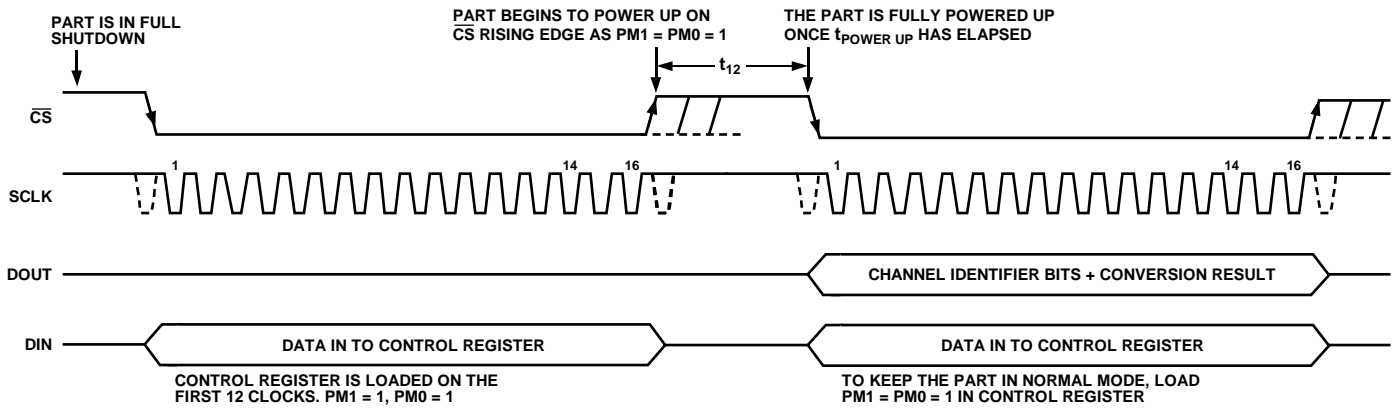 PART IS IN FULL
SHUTDOWN
PART BEGINS TO POWER UP ON
CS RISING EDGE AS PM1 = PM0 = 1
THE PART IS FULLY POWERED UP
ONCE tPOWER UP HAS ELAPSED
t12
CS
1
14
16
1
14
16
SCLK
DOUT
CHANNEL IDENTIFIER BITS + CONVERSION RESULT
DIN
DATA IN TO CONTROL REGISTER
DATA IN TO CONTROL REGISTER
CONTROL REGISTER IS LOADED ON THE
FIRST 12 CLOCKS. PM1 = 1, PM0 = 1
TO KEEP THE PART IN NORMAL MODE, LOAD
PM1 = PM0 = 1 IN CONTROL REGISTER